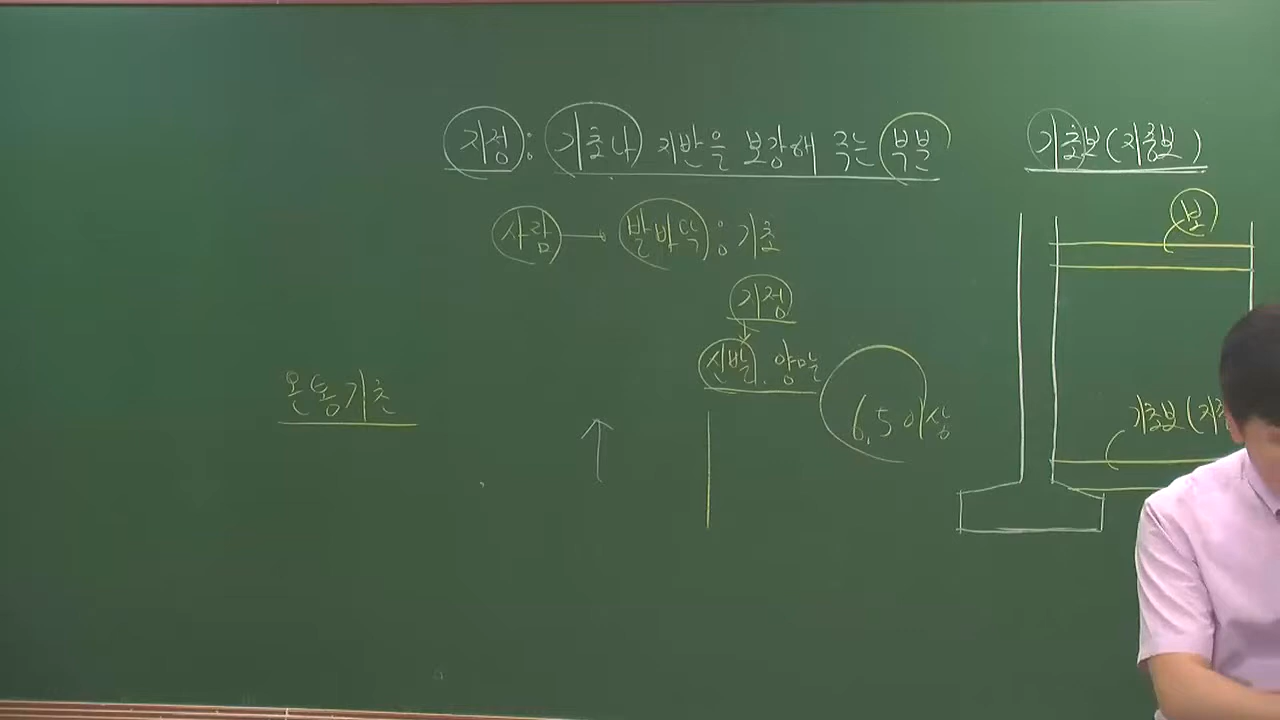 지정: 기초나 지반을 보강해 주는 부분
사람 → 발바닥: 기초
지정
신발, 양말
6.5 이상
온통기초
기초보(지중보)
보
기초보(지중